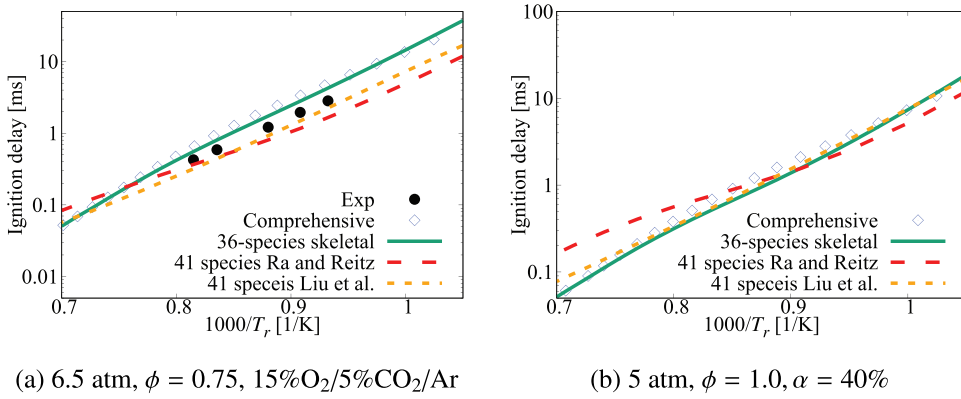 Ignition delay [ms]
10
1
0.1
0.01
0.7
0.8
0.9
1
1000/Tr [1/K]
Exp
Comprehensive
36-species skeletal
41 species Ra and Reitz
41 speceis Liu et al.
(a) 6.5 atm, ϕ = 0.75, 15%O₂/5%CO₂/Ar
Ignition delay [ms]
100
10
1
0.1
0.7
0.8
0.9
1
1000/Tr [1/K]
Comprehensive
36-species skeletal
41 species Ra and Reitz
41 speceis Liu et al.
(b) 5 atm, ϕ = 1.0, α = 40%